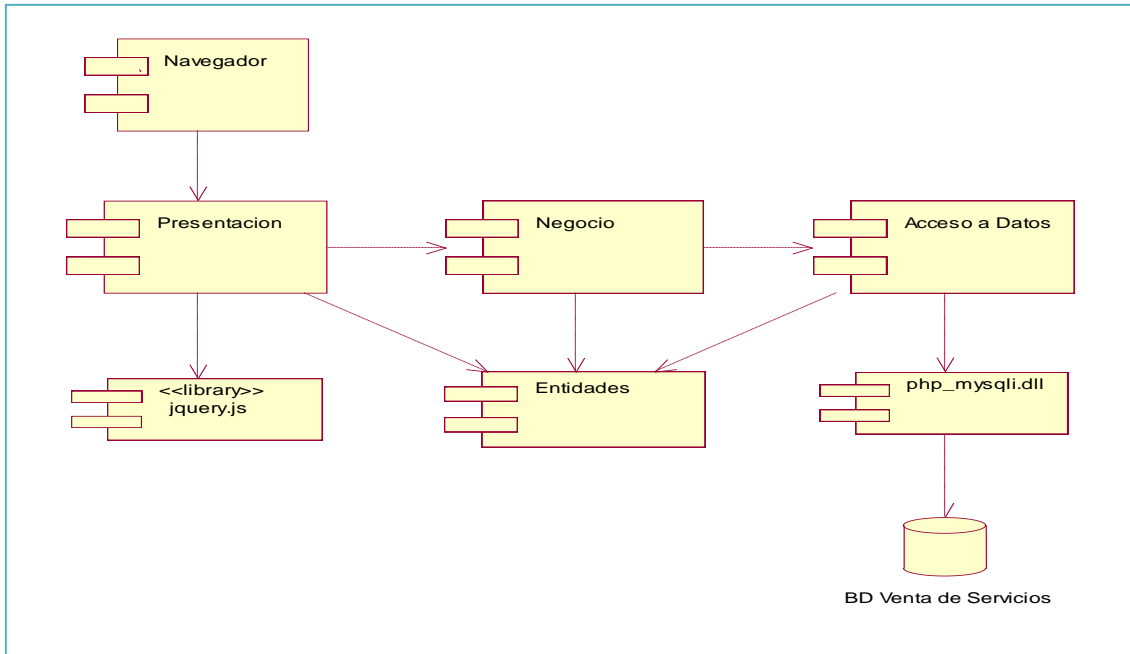 Navegador
Presentacion
Negocio
Acceso a Datos
<<library>>
jquery.js
Entidades
php_mysqli.dll
BD Venta de Servicios